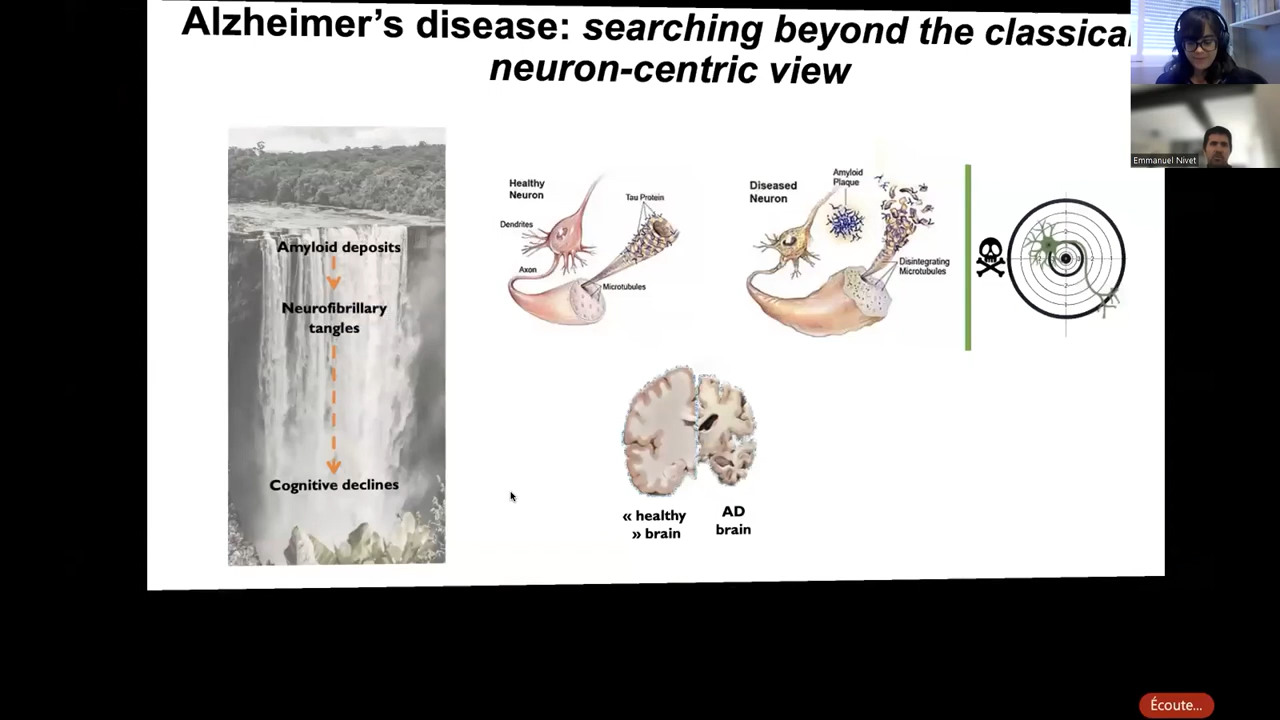 Alzheimer's disease: searching beyond the classical
neuron-centric view
Emmanuel Nivet
Amyloid deposits
Neurofibrillary
tangles
Cognitive declines
Healthy
Neuron
Dendrites
Axon
Tau Protein
Microtubules
Diseased
Neuron
Amyloid
Plaque
Disintegrating
Microtubules
« healthy
» brain
AD
brain
Écoute...